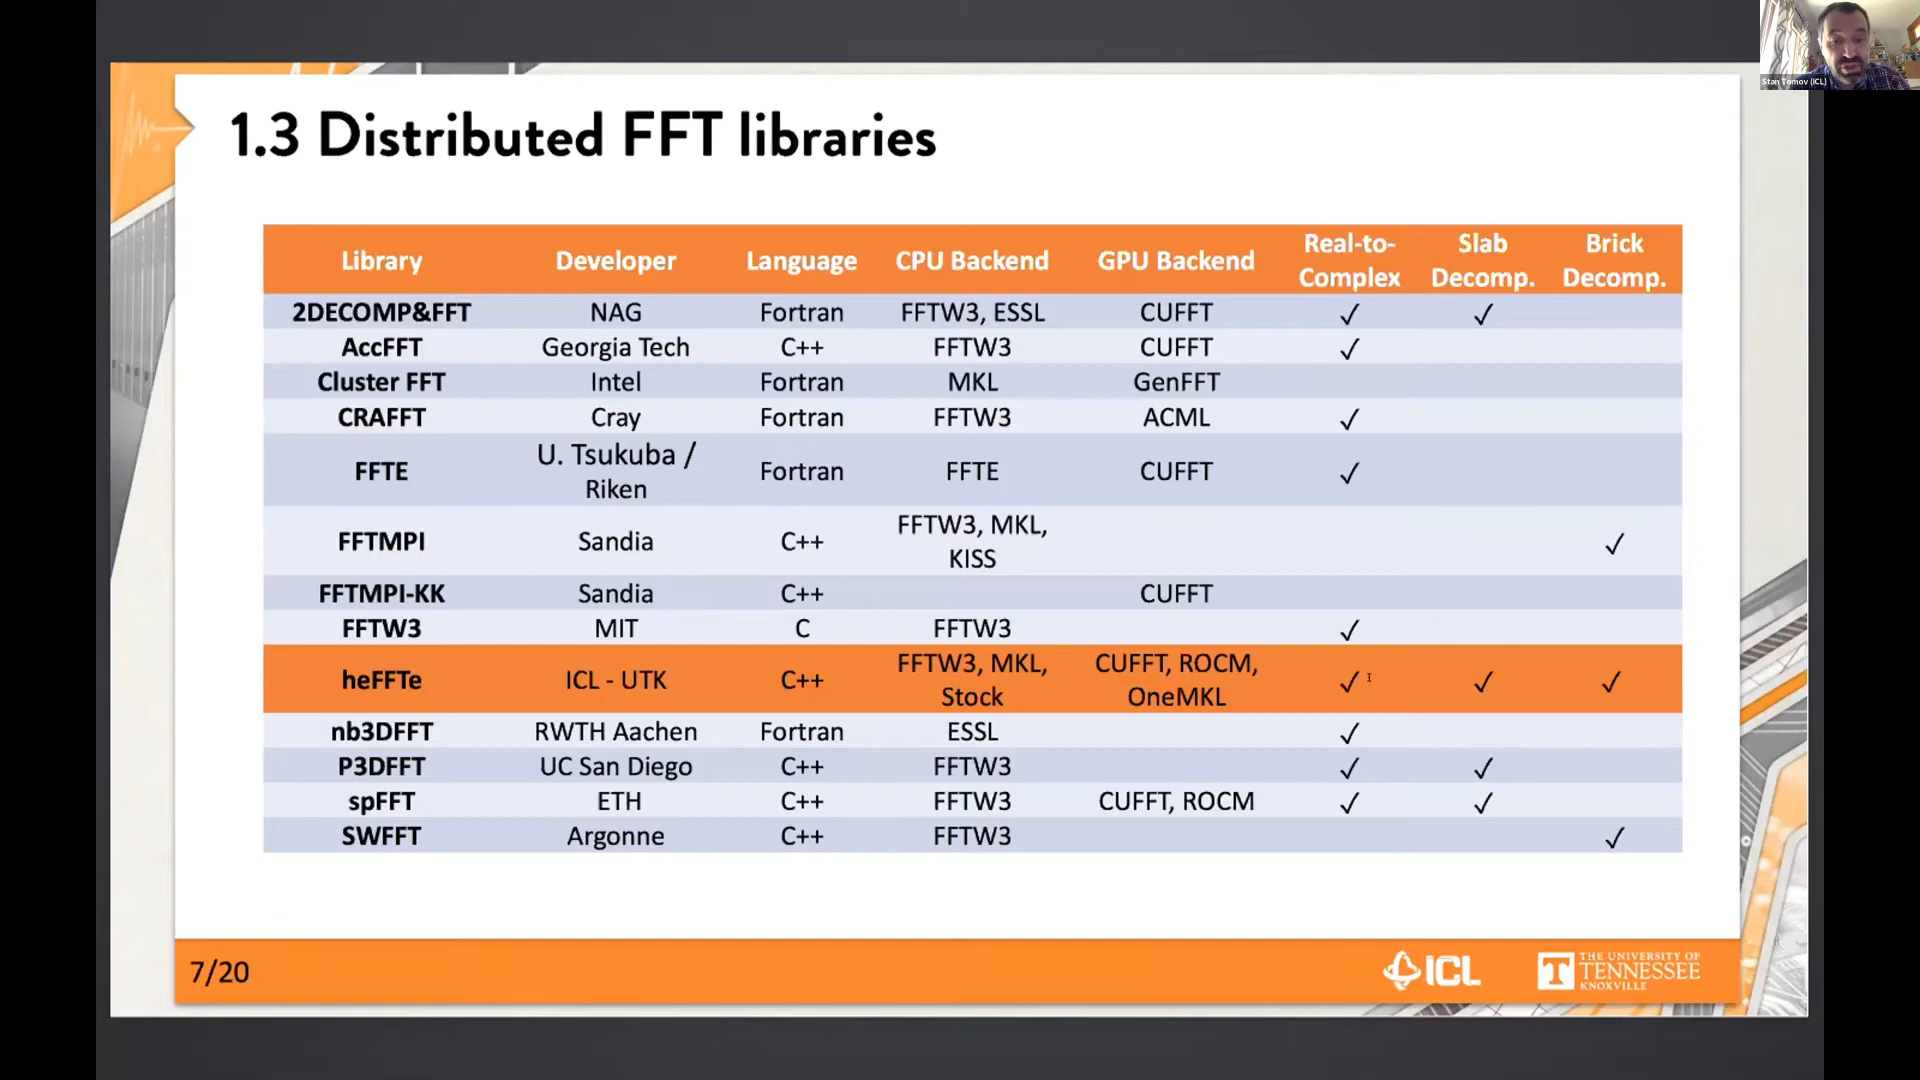 Stan Tomov (ICL)
1.3 Distributed FFT libraries
Library Developer Language CPU Backend GPU Backend Real-to-Complex Slab Decomp. Brick Decomp.
2DECOMP&FFT NAG Fortran FFTW3, ESSL CUFFT ✓ ✓
AccFFT Georgia Tech C++ FFTW3 CUFFT ✓
Cluster FFT Intel Fortran MKL GenFFT
CRAFFT Cray Fortran FFTW3 ACML ✓
FFTE U. Tsukuba / Riken Fortran FFTE CUFFT ✓
FFTMPI Sandia C++ FFTW3, MKL, KISS ✓
FFTMPI-KK Sandia C++ CUFFT
FFTW3 MIT C FFTW3 ✓
heFFTe ICL - UTK C++ FFTW3, MKL, Stock CUFFT, ROCM, OneMKL ✓ ✓ ✓
nb3DFFT RWTH Aachen Fortran ESSL ✓
P3DFFT UC San Diego C++ FFTW3 ✓ ✓
spFFT ETH C++ FFTW3 CUFFT, ROCM ✓ ✓
SWFFT Argonne C++ FFTW3 ✓
7/20
ICL
T
THE UNIVERSITY OF
TENNESSEE
KNOXVILLE